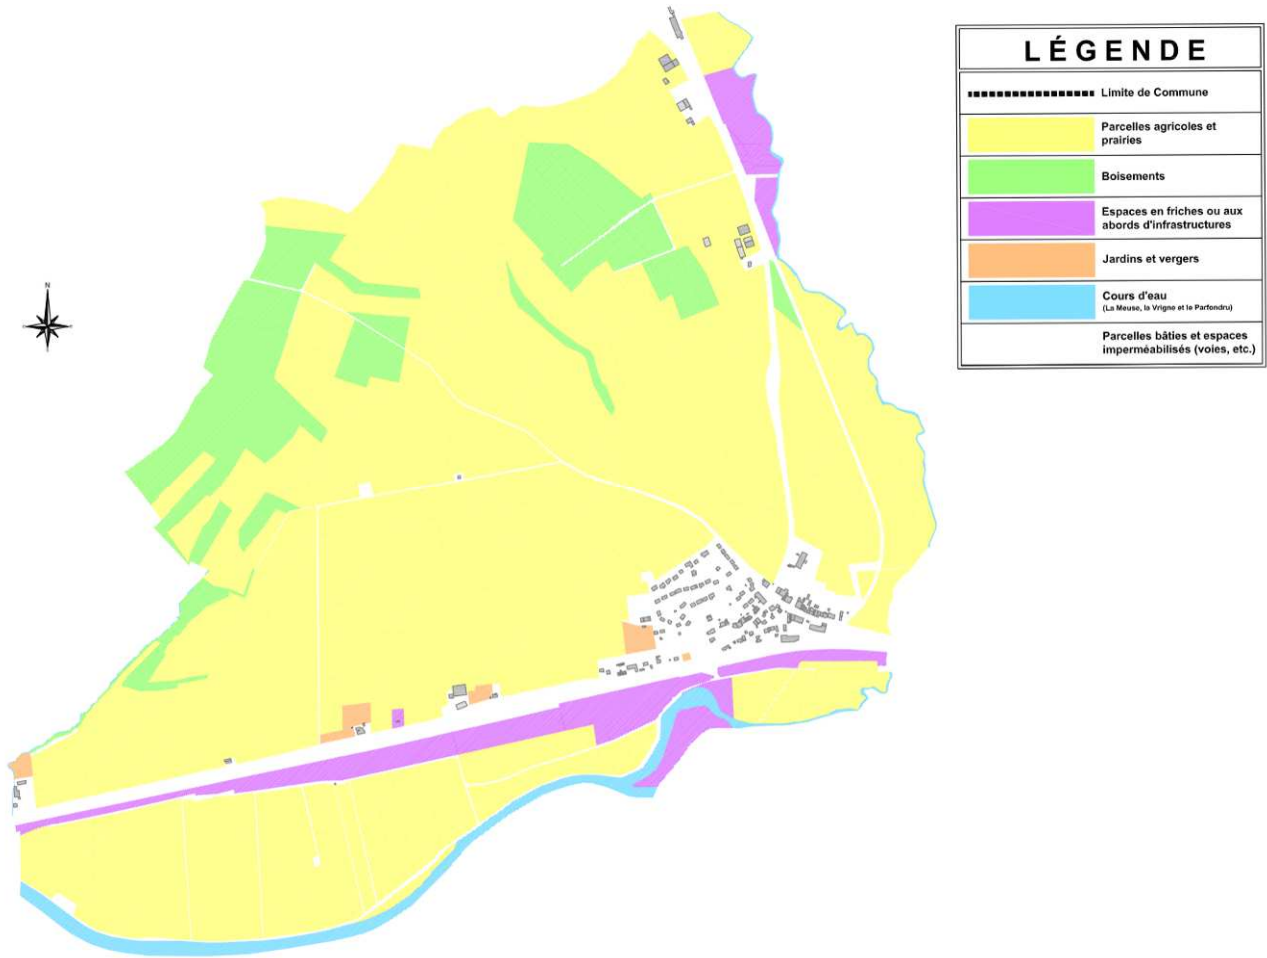 N
LÉGENDE
Limite de Commune
Parcelles agricoles et
prairies
Boisements
Espaces en friches ou aux
abords d'infrastructures
Jardins et vergers
Cours d'eau
(La Meuse, la Vrigne et le Parfondru)
Parcelles bâties et espaces
imperméabilisés (voies, etc.)